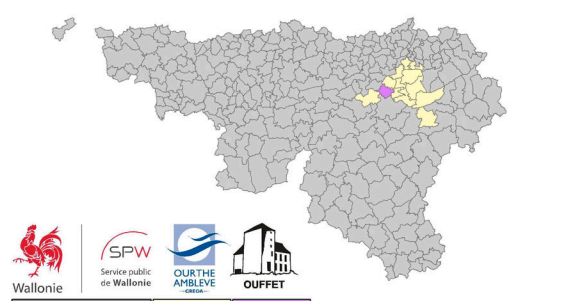 Wallonie
SPW
Service public
de Wallonie
OURTHE
AMBLEVE
GREOA
OUFFET